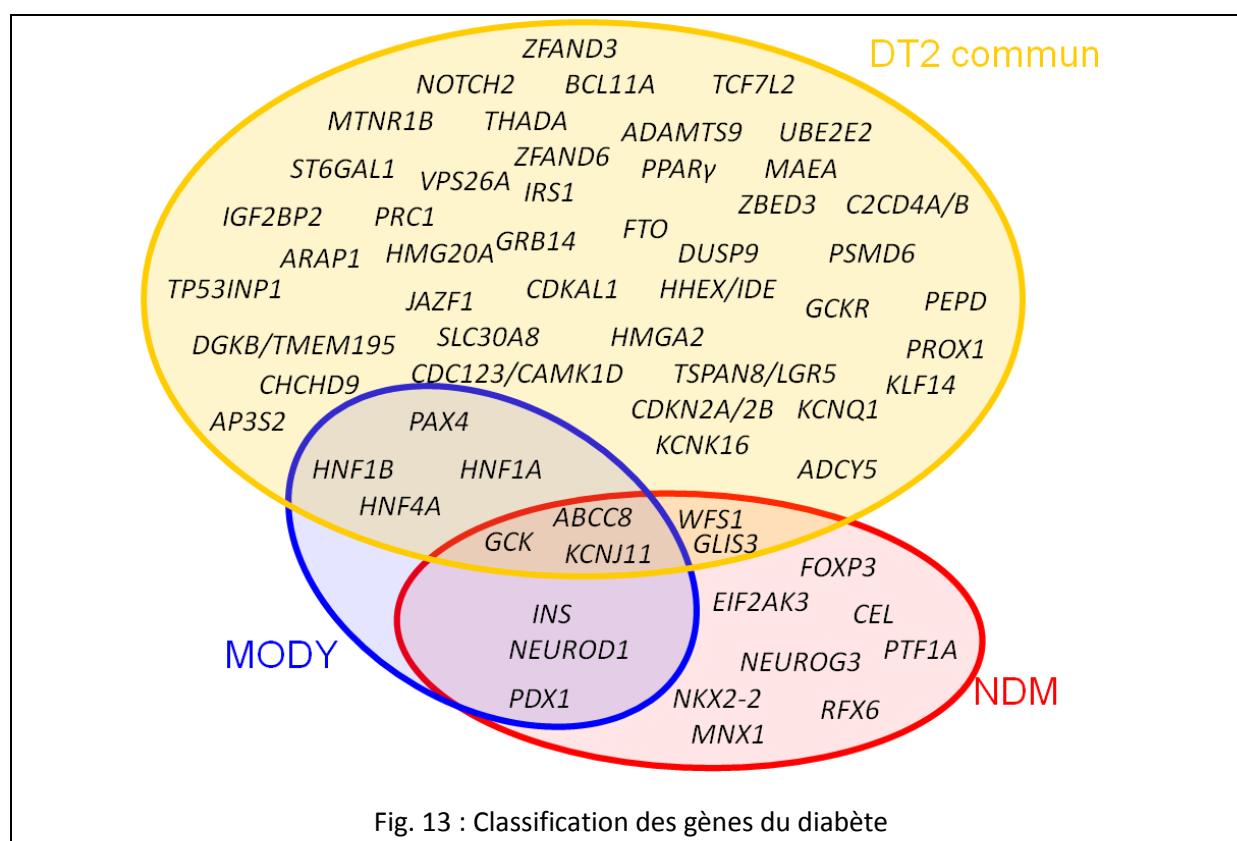 ZFAND3
DT2 commun
NOTCH2 BCL11A TCF7L2
MTNR1B THADA ADAMTS9 UBE2E2
ZFAND6
ST6GAL1 VPS26A PPARγ MAEA
IRS1
IGF2BP2 PRC1 ZBED3 C2CD4A/B
FTO
ARAP1 HMG20A GRB14 DUSP9 PSMD6
TP53INP1 JAZF1 CDKAL1 HHEX/IDE GCKR PEPD
DGKB/TMEM195 SLC30A8 HMGA2 PROX1
CHCHD9 CDC123/CAMK1D TSPAN8/LGR5 KLF14
AP3S2 PAX4 CDKN2A/2B KCNQ1
KCNK16
HNF1B HNF1A ADCY5
HNF4A
ABCC8 WFS1
GCK KCNJ11 GLIS3
FOXP3
INS EIF2AK3 CEL
MODY NEUROD1 NEUROG3 PTF1A
PDX1 NKX2-2 RFX6 NDM
MNX1
Fig. 13 : Classification des gènes du diabète